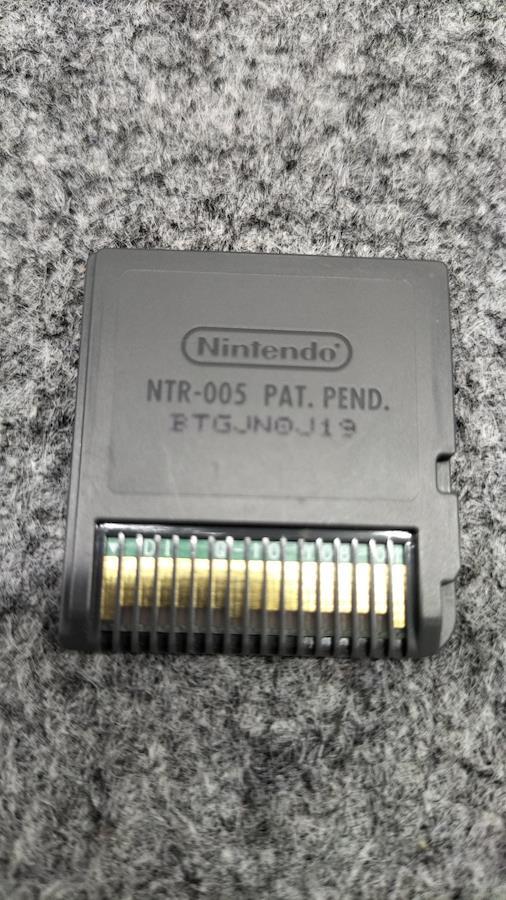 Nintendo®
NTR-005 PAT. PEND.
BTGJN0J19